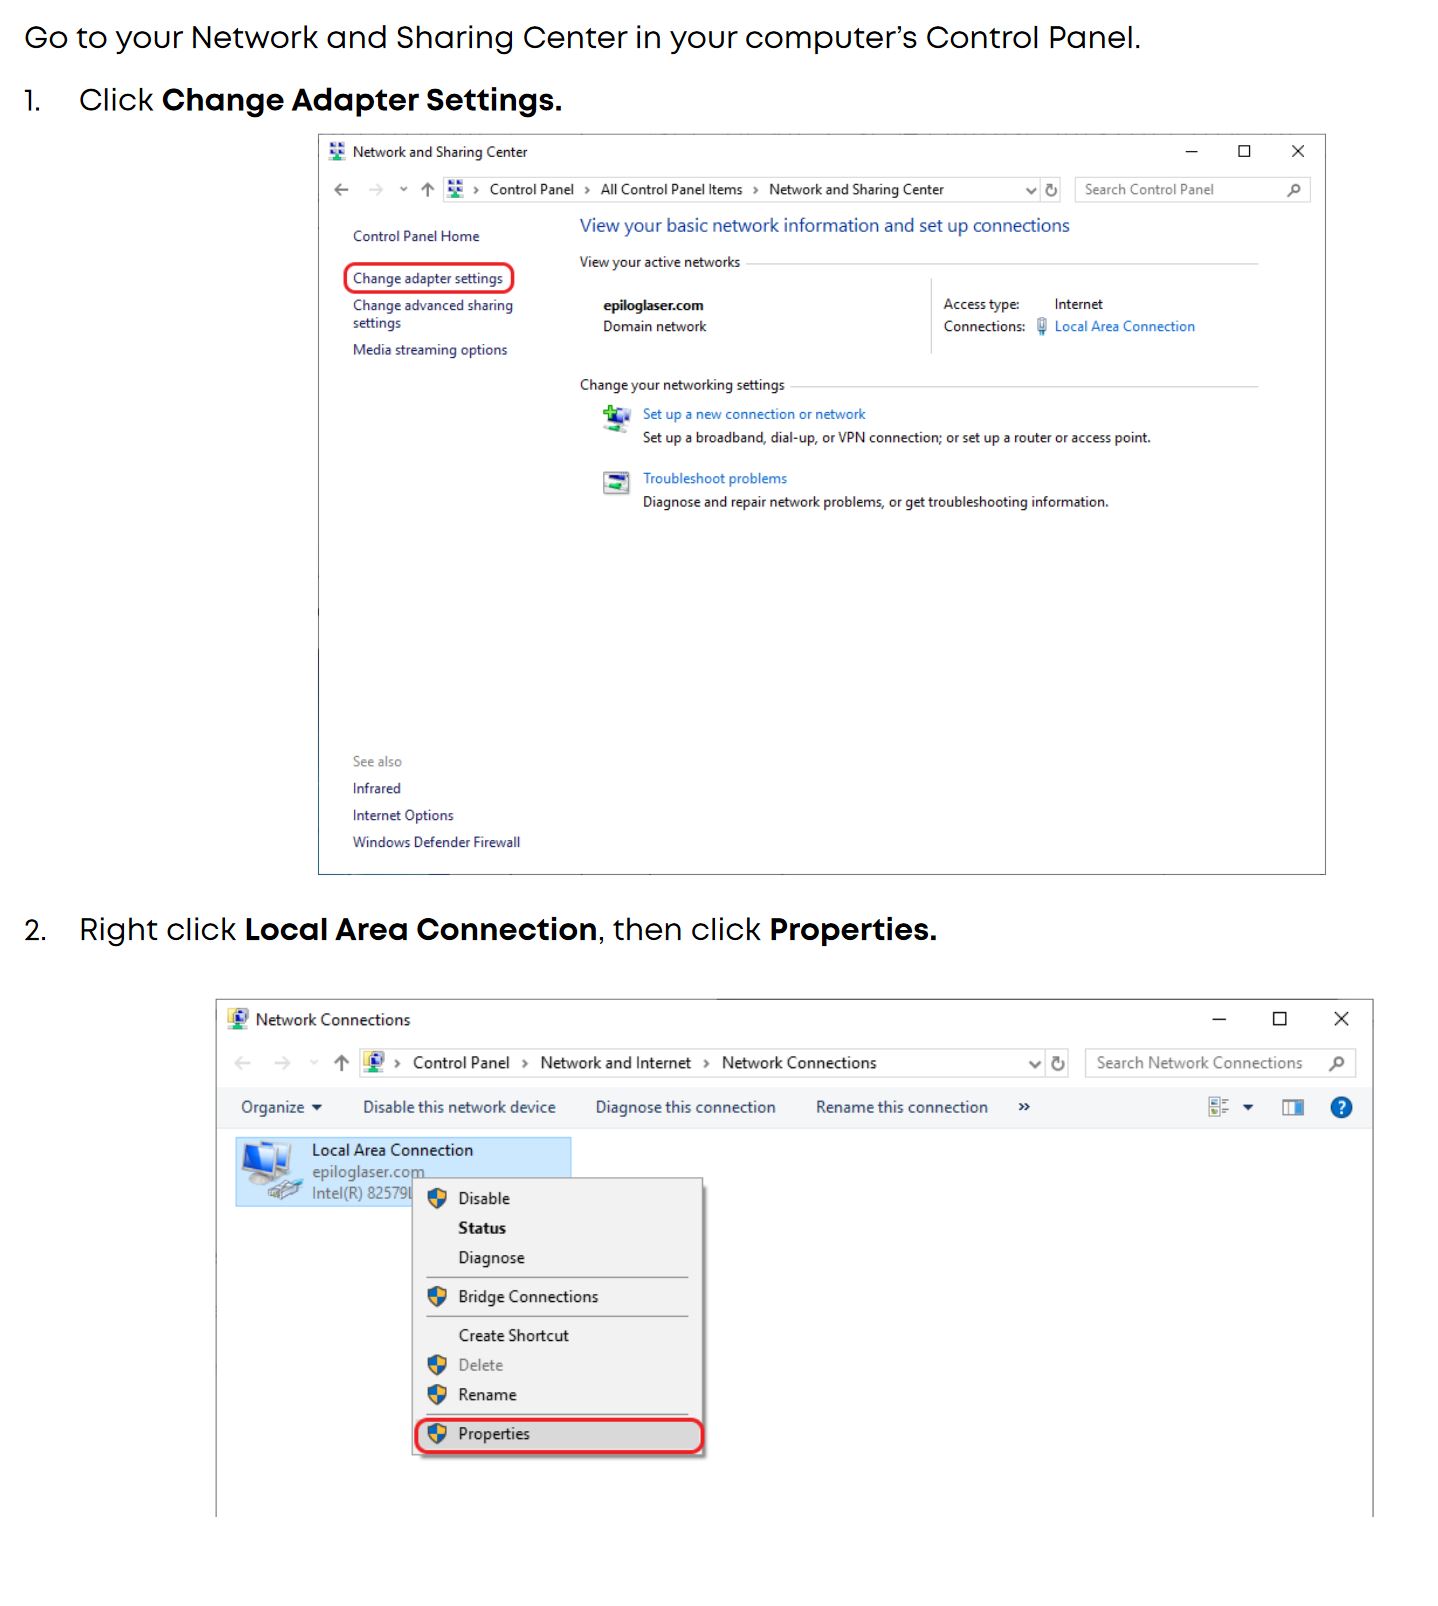 Go to your Network and Sharing Center in your computer's Control Panel.
1. Click Change Adapter Settings.
Network and Sharing Center
Control Panel > All Control Panel Items > Network and Sharing Center
Search Control Panel
Control Panel Home
Change adapter settings
Change advanced sharing
settings
Media streaming options
View your basic network information and set up connections
View your active networks
epiloglaser.com
Domain network
Access type: Internet
Connections: Local Area Connection
Change your networking settings
Set up a new connection or network
Set up a broadband, dial-up, or VPN connection; or set up a router or access point.
Troubleshoot problems
Diagnose and repair network problems, or get troubleshooting information.
See also
Infrared
Internet Options
Windows Defender Firewall
2. Right click Local Area Connection, then click Properties.
Network Connections
Control Panel > Network and Internet > Network Connections
Search Network Connections
Organize Disable this network device Diagnose this connection Rename this connection »
Local Area Connection
epiloglaser.com
Intel(R) 82579L
Disable
Status
Diagnose
Bridge Connections
Create Shortcut
Delete
Rename
Properties